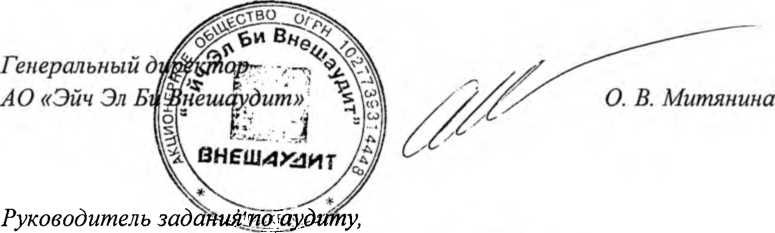 Генеральный директор
АО «Эйч Эл Би Внешаудит»
О. В. Митянина
АКЦИОНЕРНОЕ ОБЩЕСТВО ОГРН 1027739314448
"Эйч Эл Би Внешаудит"
ВНЕШАУДИТ
Руководитель задания по аудиту,